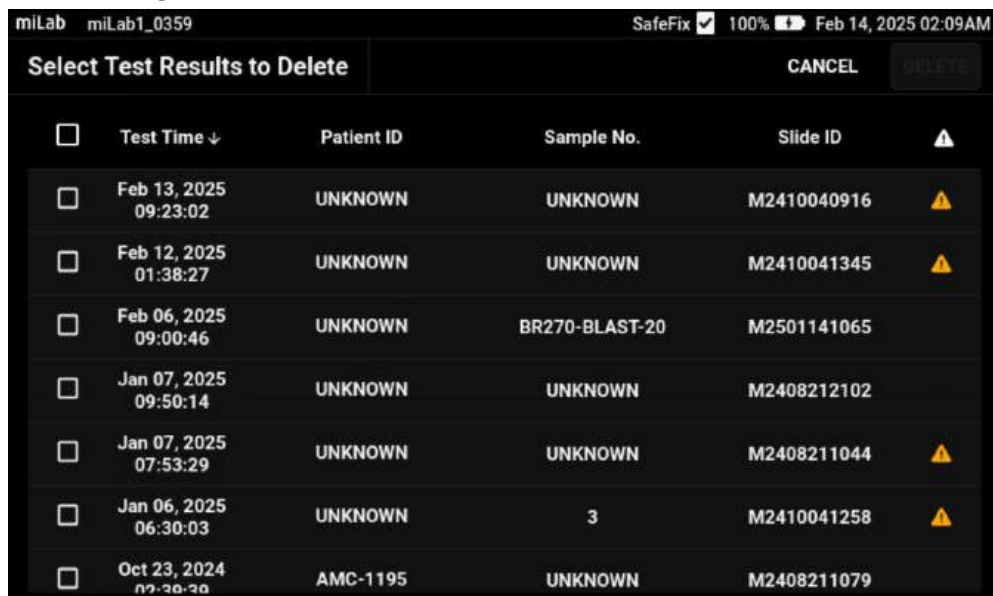 miLab miLab1_0359 SafeFix 100% Feb 14, 2025 02:09AM
Select Test Results to Delete CANCEL DELETE
Test Time ↓ Patient ID Sample No. Slide ID
Feb 13, 2025
09:23:02 UNKNOWN UNKNOWN M2410040916
Feb 12, 2025
01:38:27 UNKNOWN UNKNOWN M2410041345
Feb 06, 2025
09:00:46 UNKNOWN BR270-BLAST-20 M2501141065
Jan 07, 2025
09:50:14 UNKNOWN UNKNOWN M2408212102
Jan 07, 2025
07:53:29 UNKNOWN UNKNOWN M2408211044
Jan 06, 2025
06:30:03 UNKNOWN 3 M2410041258
Oct 23, 2024
02:39:39 AMC-1195 UNKNOWN M2408211079